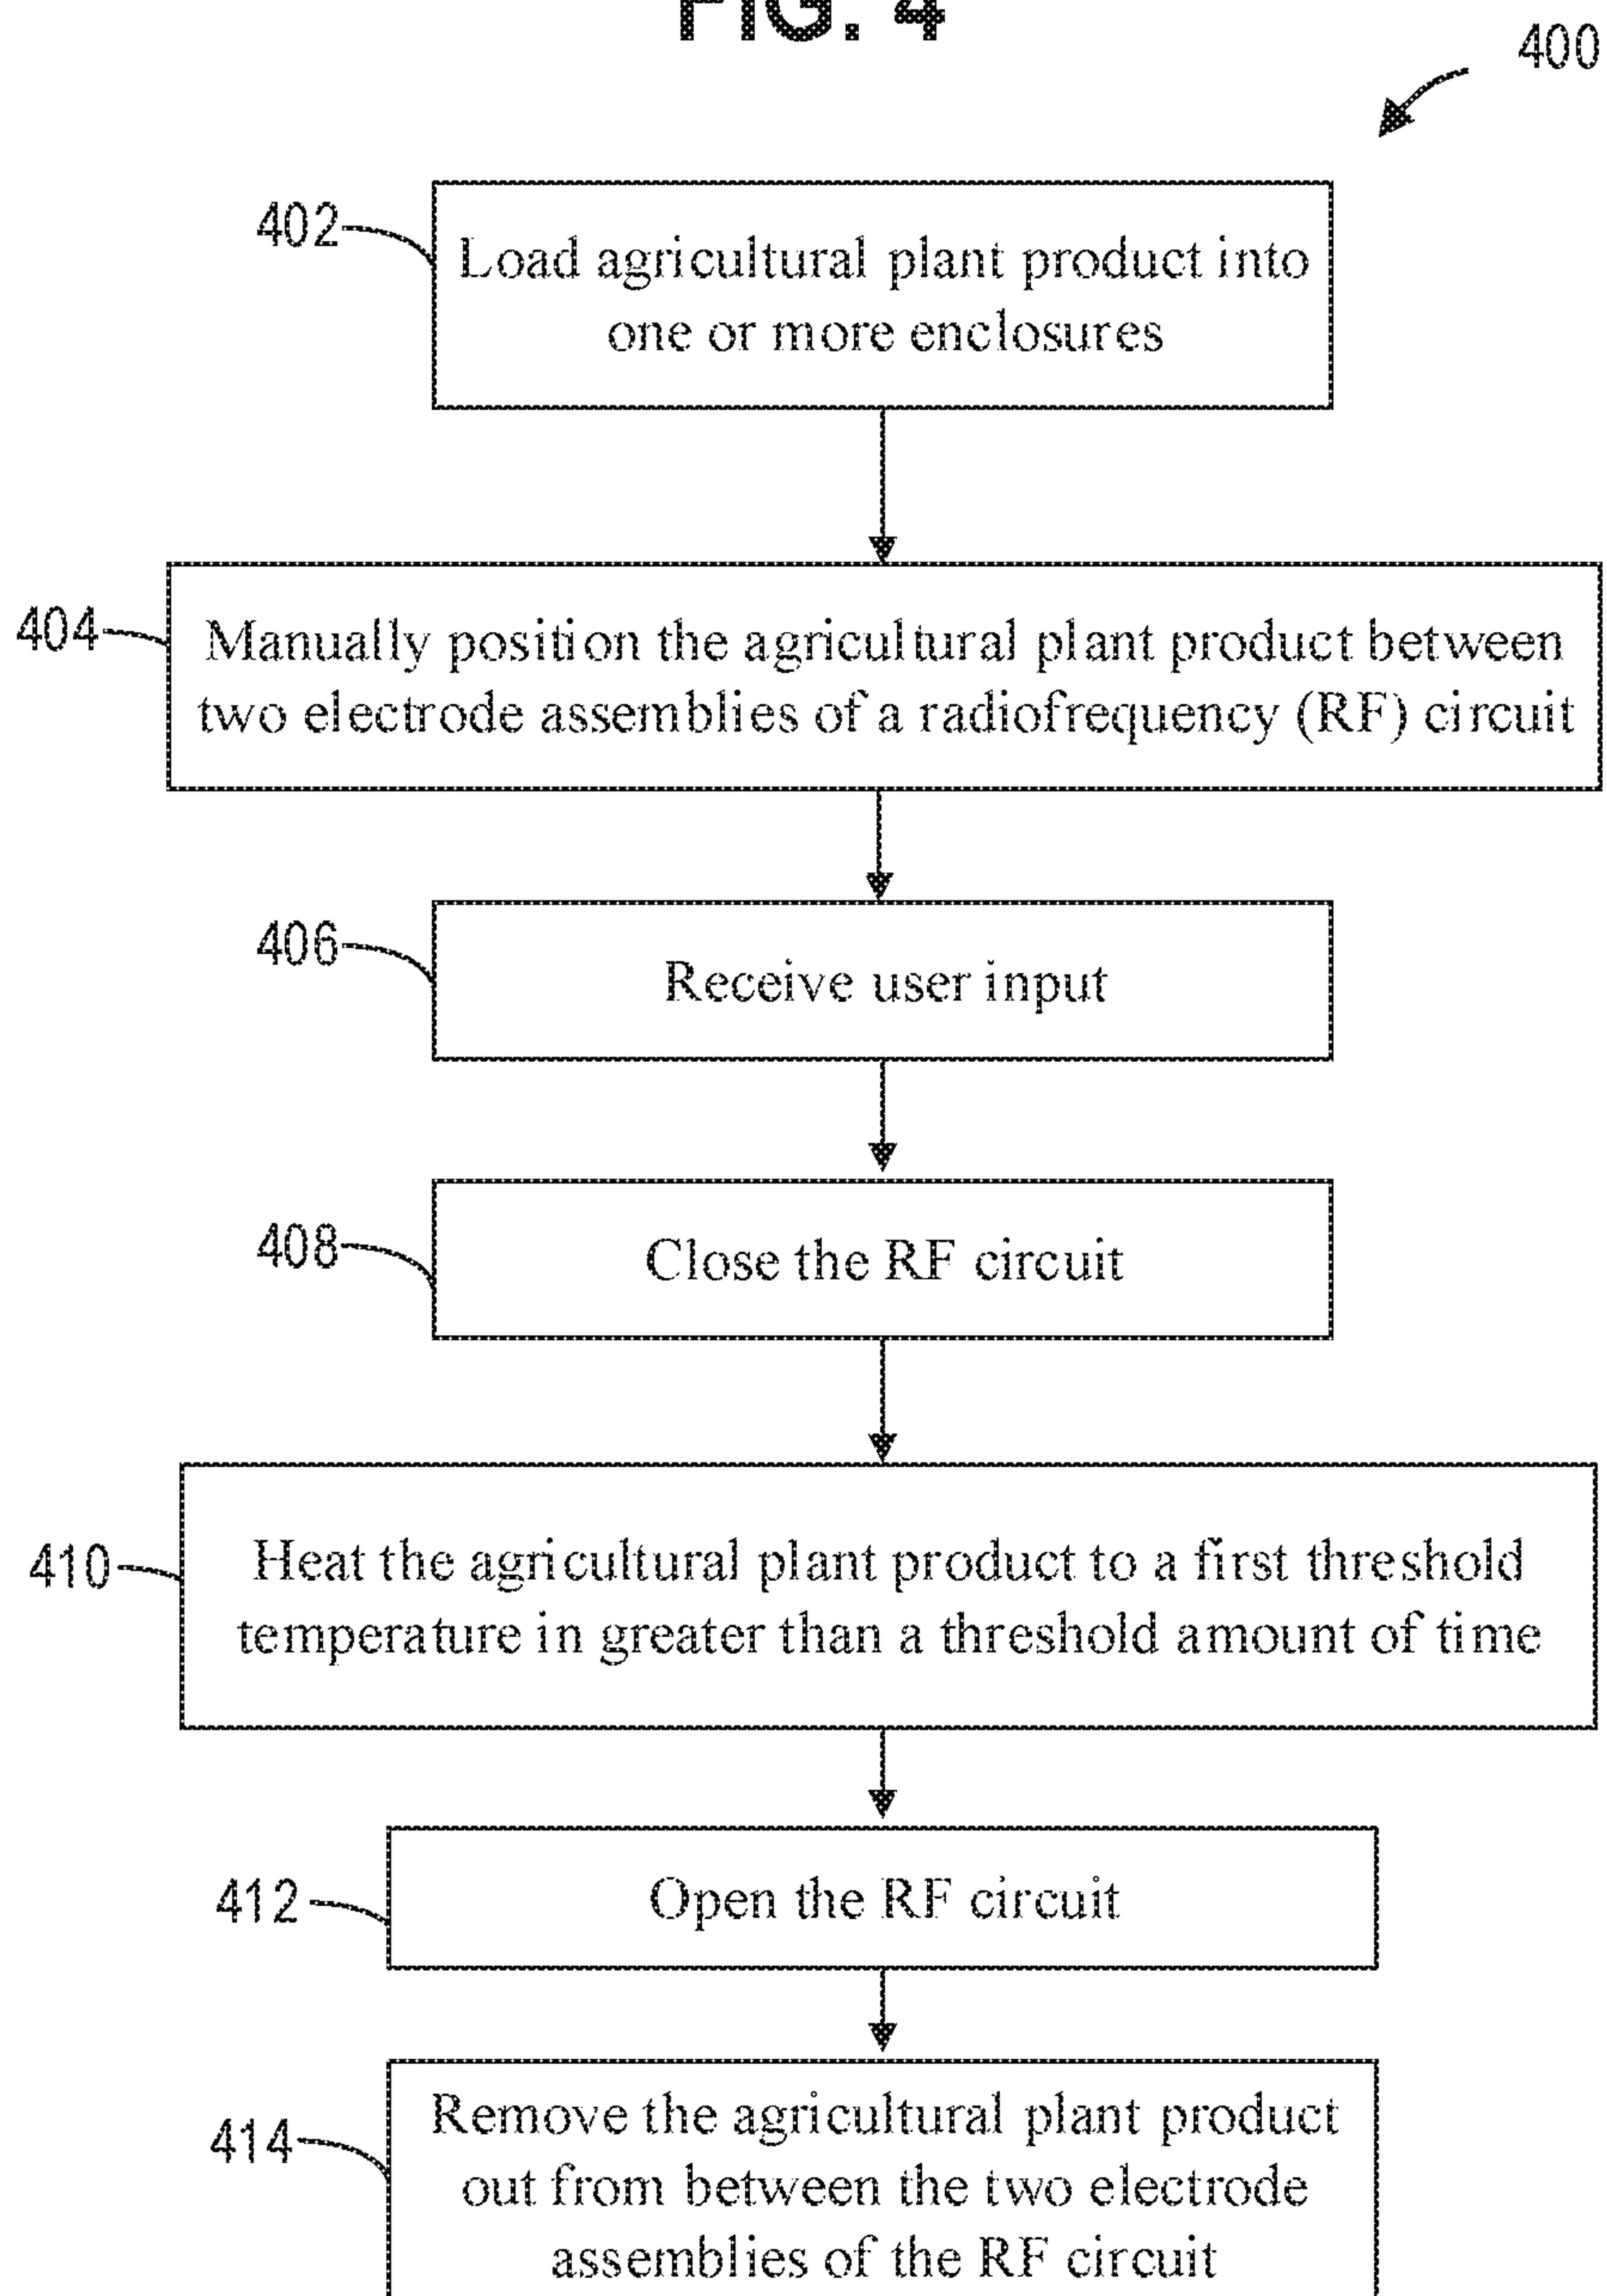 FIG. 4
400
402
Load agricultural plant product into
one or more enclosures
404
Manually position the agricultural plant product between
two electrode assemblies of a radiofrequency (RF) circuit
406
Receive user input
408
Close the RF circuit
410
Heat the agricultural plant product to a first threshold
temperature in greater than a threshold amount of time
412
Open the RF circuit
414
Remove the agricultural plant product
out from between the two electrode
assemblies of the RF circuit